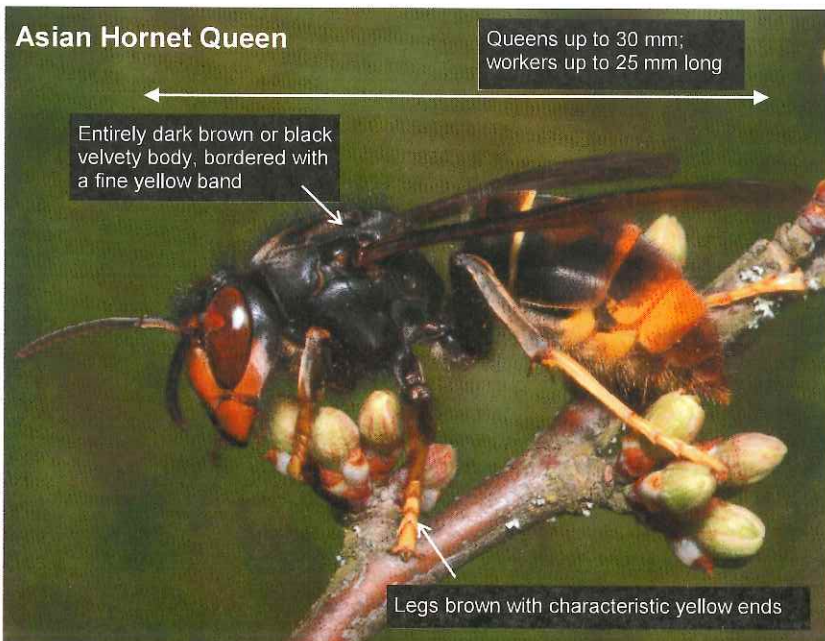 Asian Hornet Queen
Queens up to 30 mm;
workers up to 25 mm long
Entirely dark brown or black
velvety body, bordered with
a fine yellow band
Legs brown with characteristic yellow ends